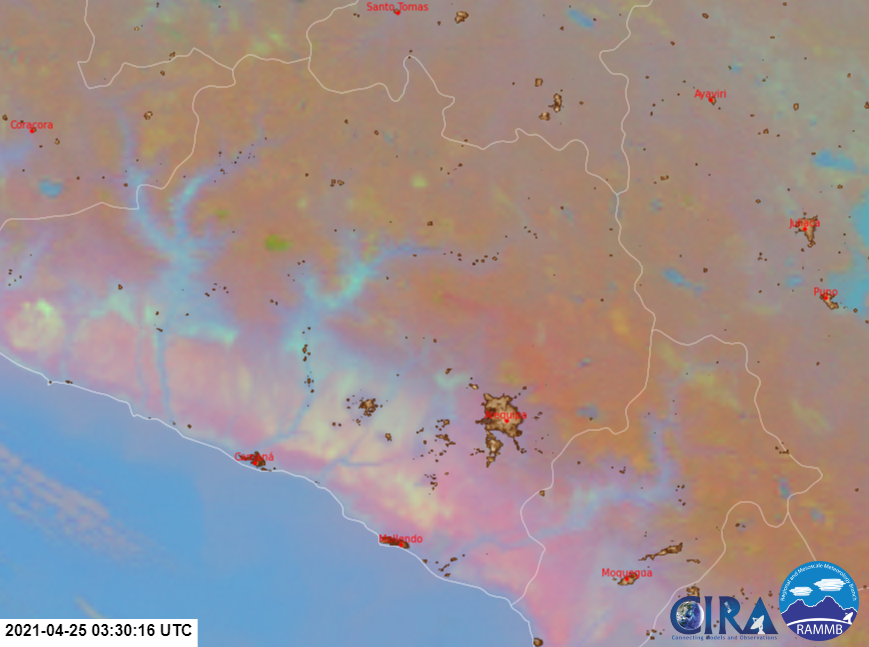 Santo Tomas
Ayaviri
Coracora
Juliaca
Puno
Arequipa
Camaná
Mollendo
Moquegua
Regional and Mesoscale Meteorology Branch
CIRA
Connecting Models and Observations
RAMMB
2021-04-25 03:30:16 UTC